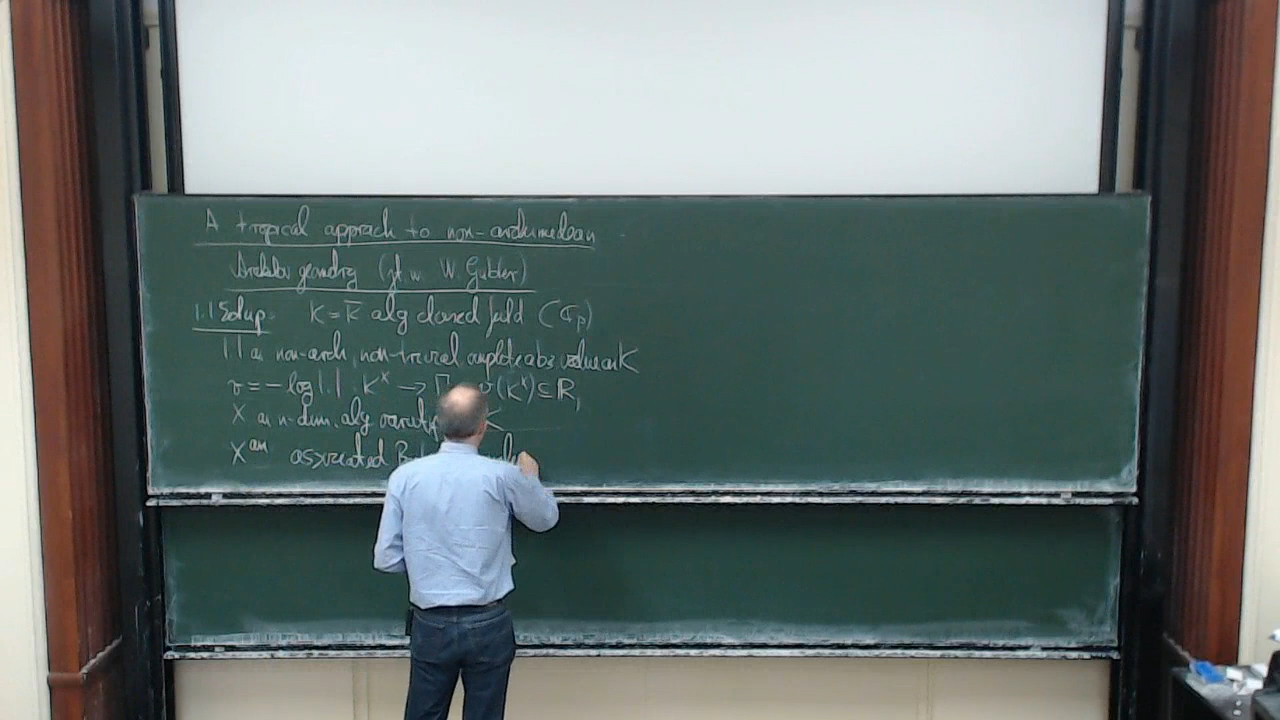 A tropical approach to non-archimedean
Arakelov geometry (jt. w. W. Gubler)
1.1 Setup: K = K̄ alg closed field (ℂ_p)
|.| a non-arch, non-trivial complete abs. value on K
v = -log|.| : K^× → Γ v(K^×) ⊆ ℝ,
X an n-dim. alg variety K
X^an associated